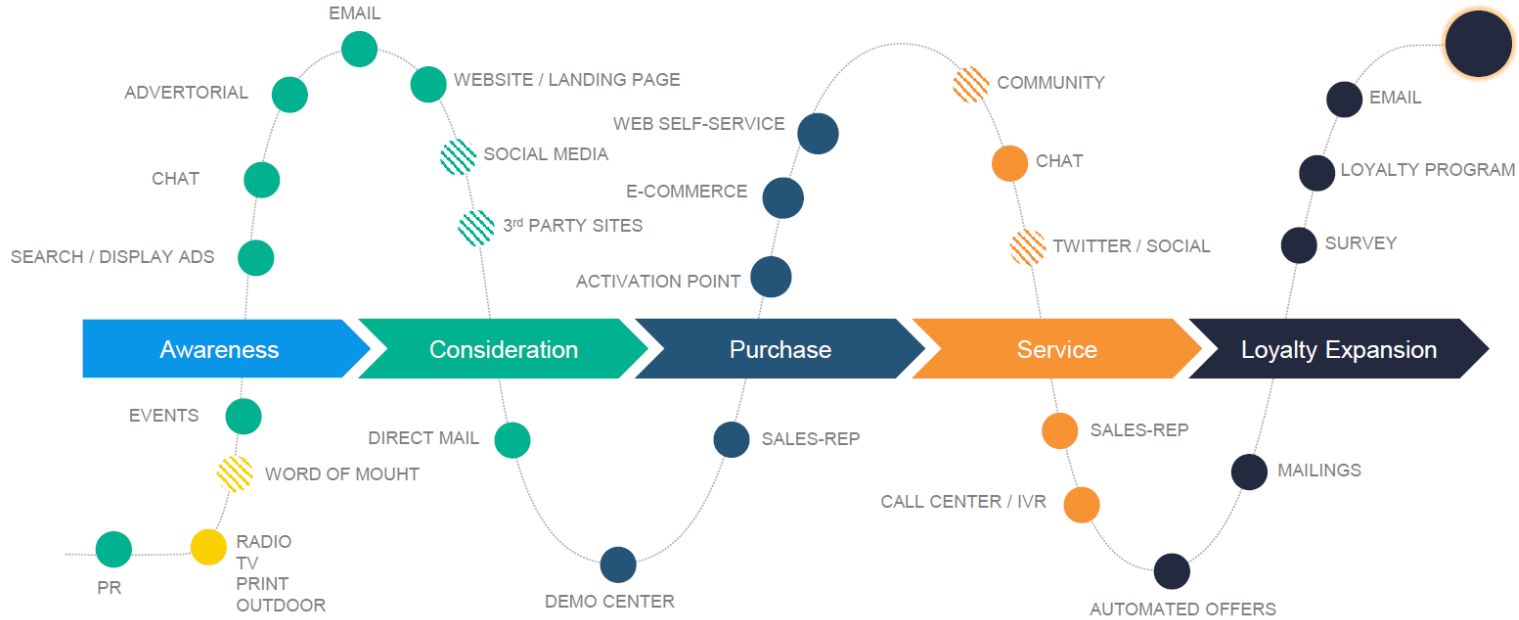 EMAIL
ADVERTORIAL
WEBSITE / LANDING PAGE
CHAT
SOCIAL MEDIA
SEARCH / DISPLAY ADS
3rd PARTY SITES
WEB SELF-SERVICE
E-COMMERCE
ACTIVATION POINT
COMMUNITY
CHAT
TWITTER / SOCIAL
EMAIL
LOYALTY PROGRAM
SURVEY
Awareness
Consideration
Purchase
Service
Loyalty Expansion
EVENTS
WORD OF MOUHT
RADIO
TV
PRINT
OUTDOOR
PR
DIRECT MAIL
DEMO CENTER
SALES-REP
SALES-REP
CALL CENTER / IVR
AUTOMATED OFFERS
MAILINGS